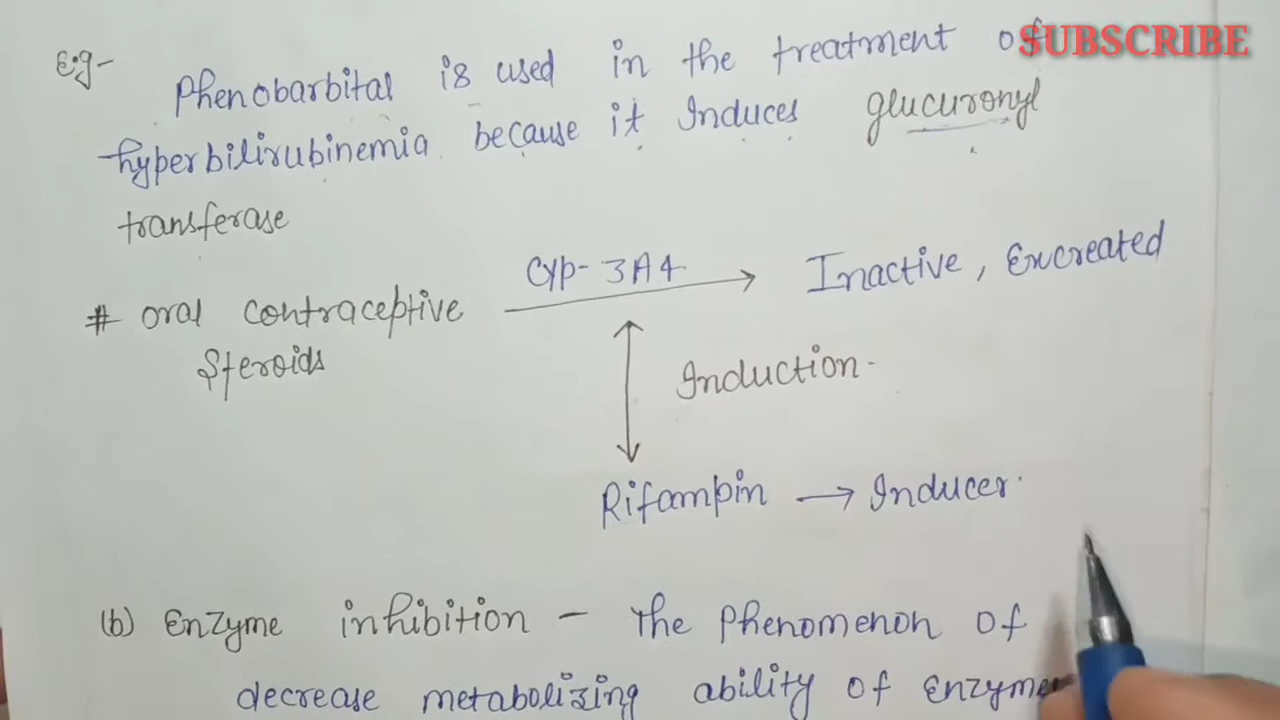 E.g- Phenobarbital is used in the treatment of
SUBSCRIBE
hyperbilirubinemia because it Induces glucuronyl
transferase
# oral contraceptive
steroids
Cyp-3A4
Inactive, Excreated
Induction-
Rifampin → Inducer.
(b) Enzyme inhibition - The phenomenon of
decrease metabolizing ability of